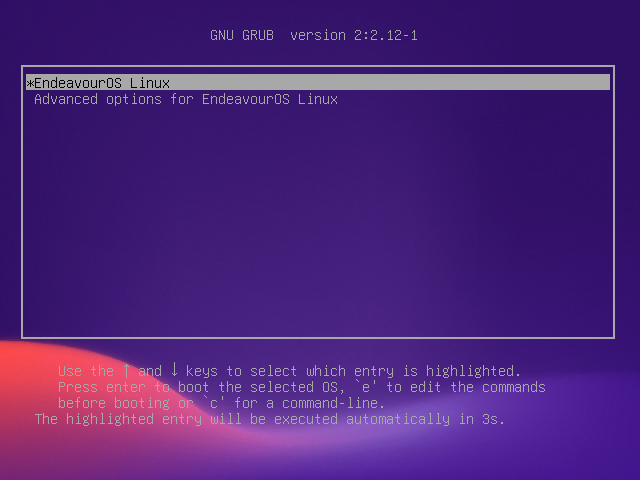 GNU GRUB  version 2:2.12-1
*EndeavourOS Linux
Advanced options for EndeavourOS Linux
Use the ↑ and ↓ keys to select which entry is highlighted.
Press enter to boot the selected OS, `e' to edit the commands
before booting or `c' for a command-line.
The highlighted entry will be executed automatically in 3s.